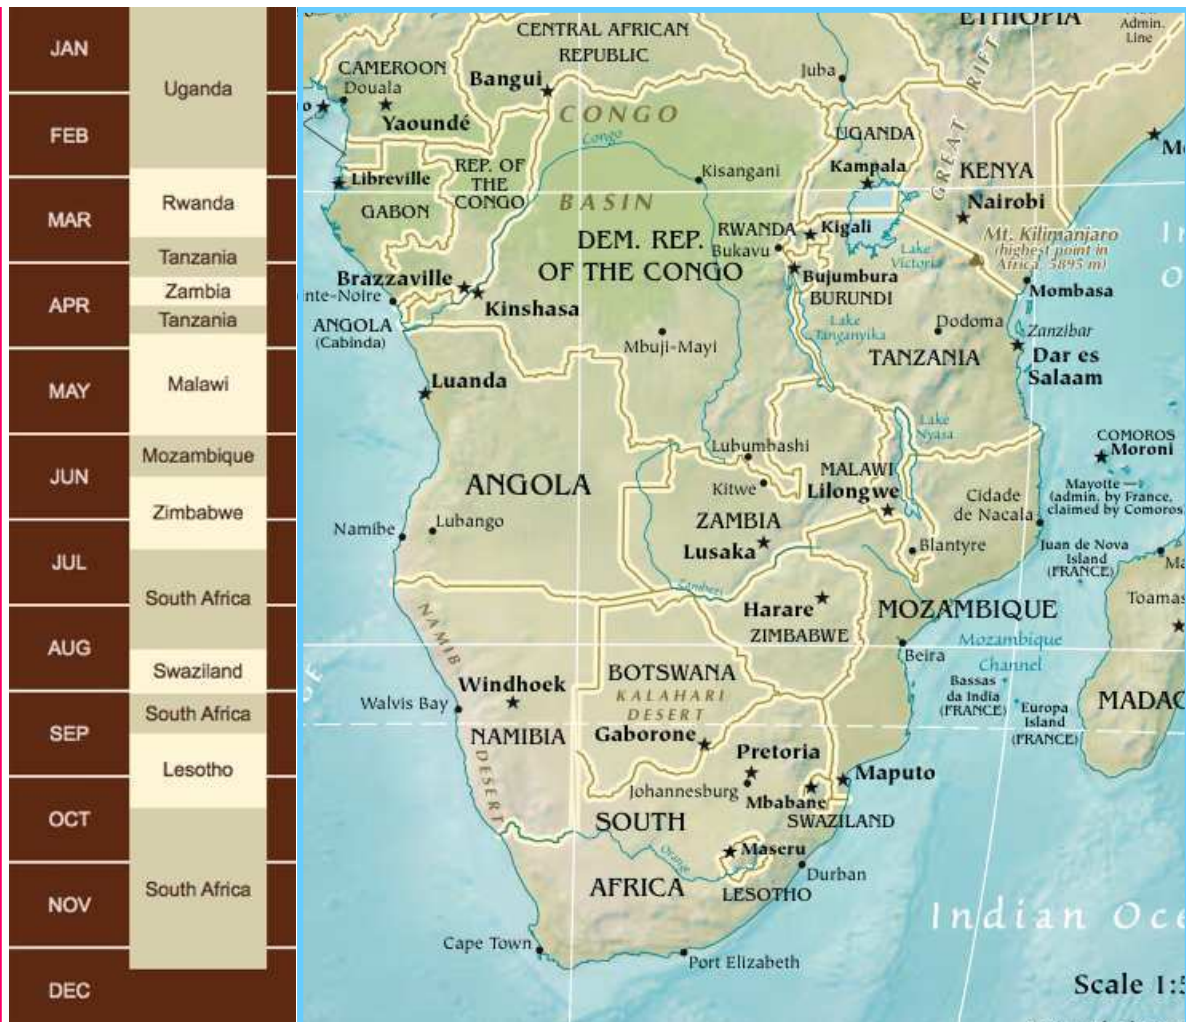 JAN
FEB
MAR
APR
MAY
JUN
JUL
AUG
SEP
OCT
NOV
DEC
Uganda
Rwanda
Tanzania
Zambia
Tanzania
Malawi
Mozambique
Zimbabwe
South Africa
Swaziland
South Africa
Lesotho
South Africa
ETHIOPIA
Admin.
Line
CENTRAL AFRICAN
REPUBLIC
CAMEROON
Bangui
Juba
Douala
Yaoundé
CONGO
Congo
BASIN
GREAT RIFT
UGANDA
Kampala
KENYA
Nairobi
Kisangani
Libreville
REP. OF
THE
CONGO
GABON
DEM. REP.
OF THE CONGO
RWANDA
Kigali
Bukavu
Lake
Victoria
Mt. Kilimanjaro
(highest point in
Africa, 5895 m)
Brazzaville
nte-Noire
Kinshasa
Bujumbura
BURUNDI
Mombasa
ANGOLA
(Cabinda)
Mbuji-Mayi
Lake
Tanganyika
Dodoma
Zanzibar
TANZANIA
Dar es
Salaam
Luanda
Lake
Nyasa
Lubumbashi
COMOROS
Moroni
ANGOLA
Kitwe
MALAWI
Lilongwe
Mayotte
(admin. by France,
claimed by Comoros
Cidade
de Nacala
Namibe
Lubango
ZAMBIA
Lusaka
Blantyre
Juan de Nova
Island
(FRANCE)
Zambezi
Toamas
Harare
ZIMBABWE
MOZAMBIQUE
NAMIB
DESERT
BOTSWANA
KALAHARI
DESERT
Beira
Mozambique
Channel
Bassas
da India
(FRANCE)
Europa
Island
(FRANCE)
MADAG
Windhoek
Walvis Bay
NAMIBIA
Gaborone
Pretoria
Johannesburg
Maputo
Mbabane
SWAZILAND
SOUTH
AFRICA
Orange
Maseru
LESOTHO
Durban
Indian Oce
Cape Town
Port Elizabeth
Scale 1:5